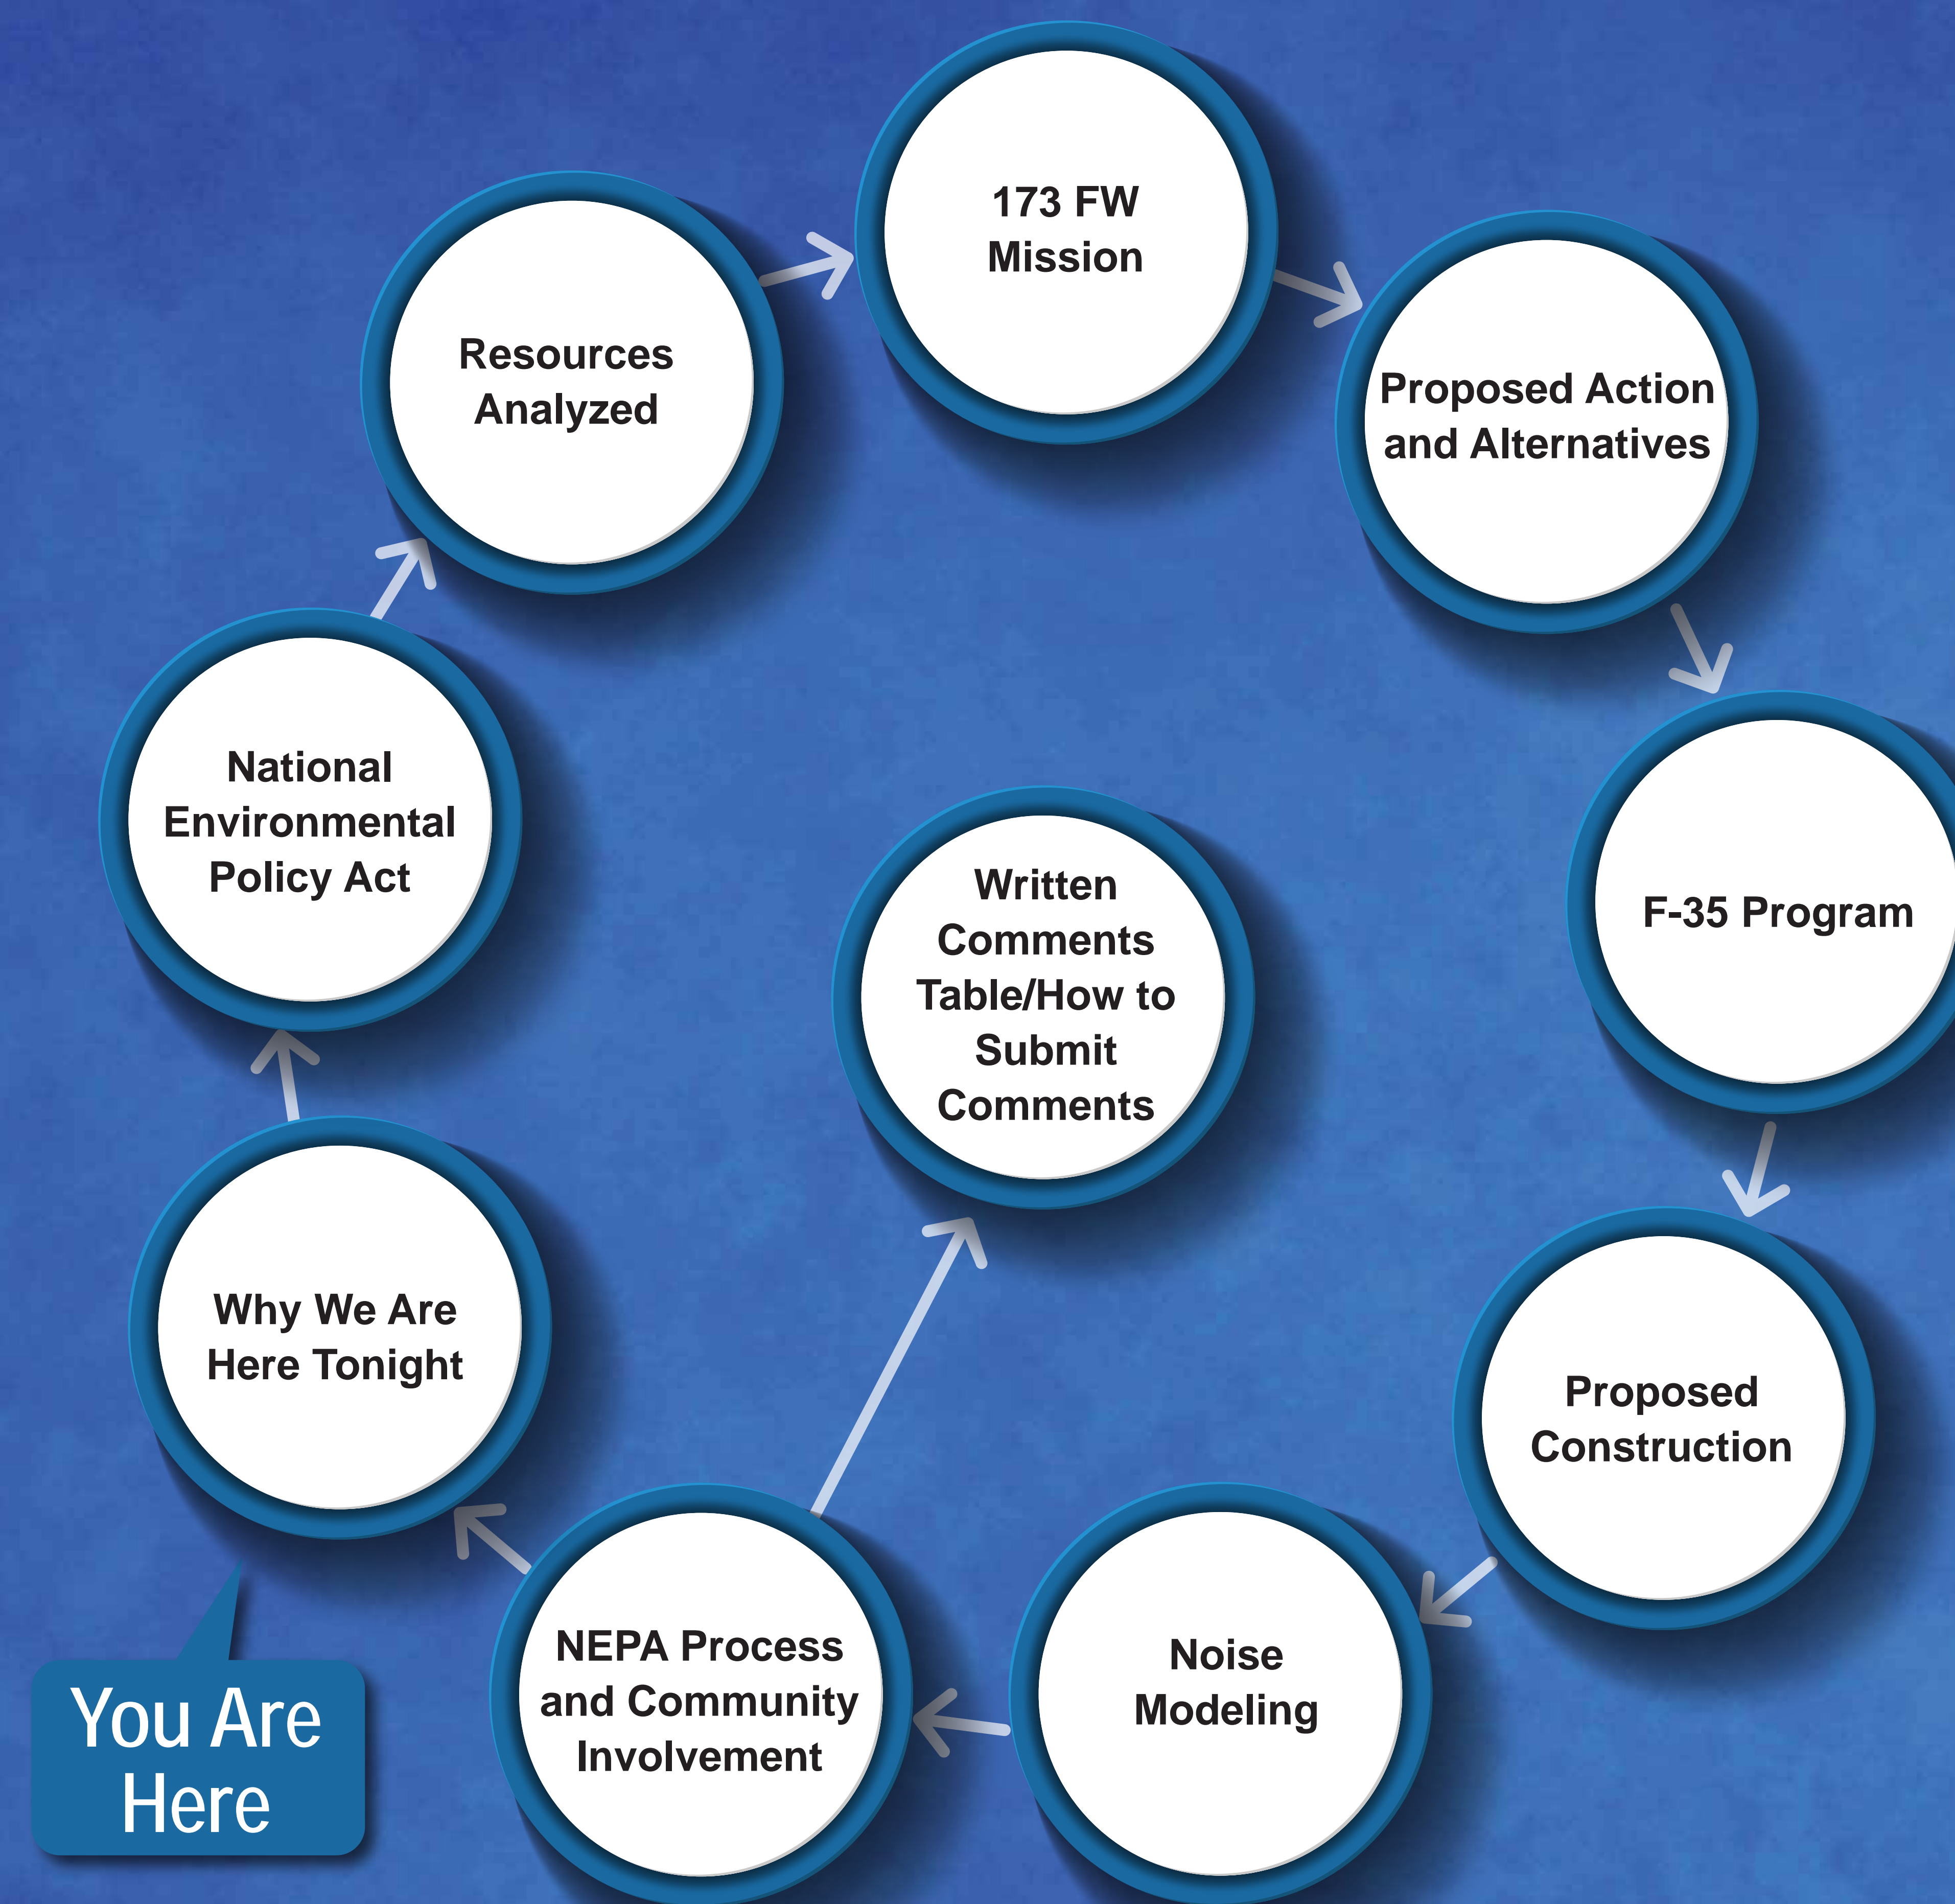 173 FW
Mission
Resources
Analyzed
Proposed Action
and Alternatives
National
Environmental
Policy Act
Written
Comments
Table/How to
Submit
Comments
F-35 Program
Why We Are
Here Tonight
Proposed
Construction
NEPA Process
and Community
Involvement
Noise
Modeling
You Are
Here